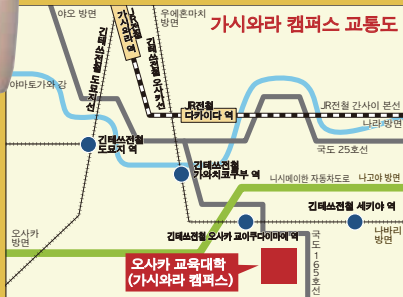 가시와라 캠퍼스 교통도
야오 방면
JR전철
가시와라 역
우에혼마치
방면
긴테쓰전철 도묘지선
긴테쓰전철 오사카선
야마토가와 강
JR전철
다카이다 역
JR전철 간사이 본선
나라 방면
긴테쓰전철
도묘지 역
국도 25호선
긴테쓰전철
가와치코쿠부 역
니시메이한 자동차도로
나고야 방면
긴테쓰전철 세키야 역
오사카
방면
긴테쓰전철 오사카 교이쿠다이마에 역
나바리
방면
국도 165호선
오사카 교육대학
(가시와라 캠퍼스)